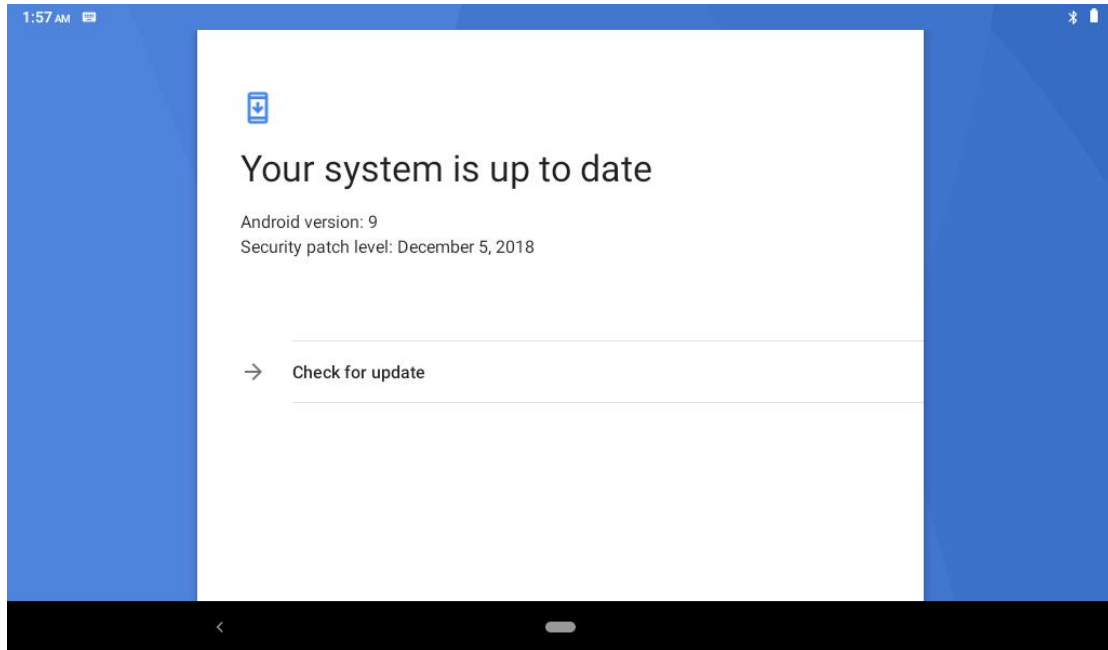 1:57 AM
Your system is up to date
Android version: 9
Security patch level: December 5, 2018
Check for update